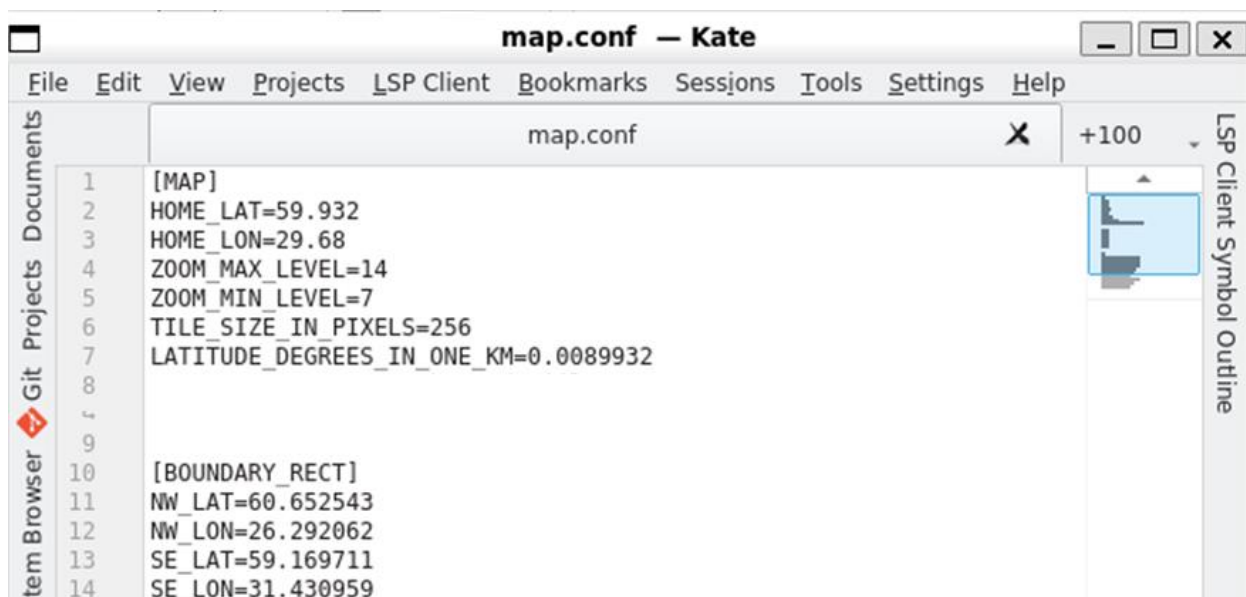 map.conf — Kate
File Edit View Projects LSP Client Bookmarks Sessions Tools Settings Help
map.conf
+100
Documents
Projects
Git
tem Browser
LSP Client Symbol Outline
1 [MAP]
2 HOME_LAT=59.932
3 HOME_LON=29.68
4 ZOOM_MAX_LEVEL=14
5 ZOOM_MIN_LEVEL=7
6 TILE_SIZE_IN_PIXELS=256
7 LATITUDE_DEGREES_IN_ONE_KM=0.0089932
8
9
10 [BOUNDARY_RECT]
11 NW_LAT=60.652543
12 NW_LON=26.292062
13 SE_LAT=59.169711
14 SE_LON=31.430959